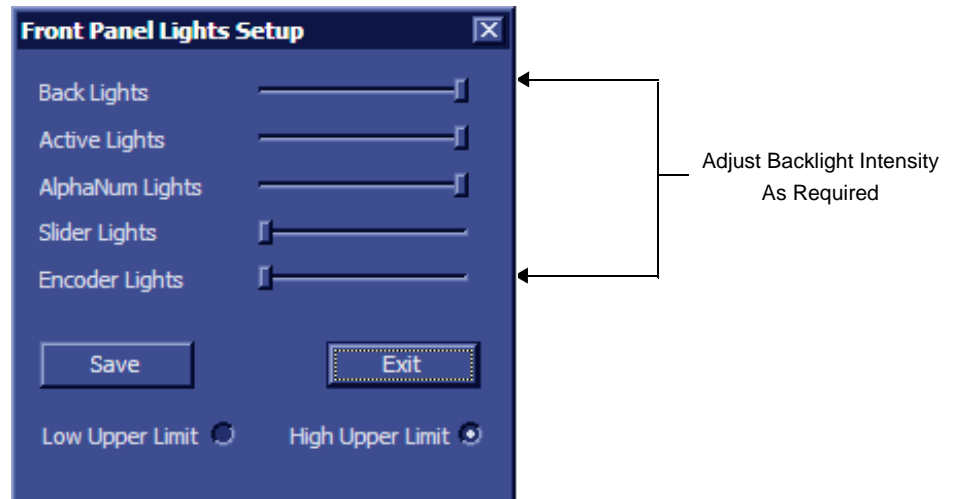 Front Panel Lights Setup
Back Lights
Active Lights
AlphaNum Lights
Slider Lights
Encoder Lights
Save Exit
Low Upper Limit High Upper Limit
Adjust Backlight Intensity
As Required